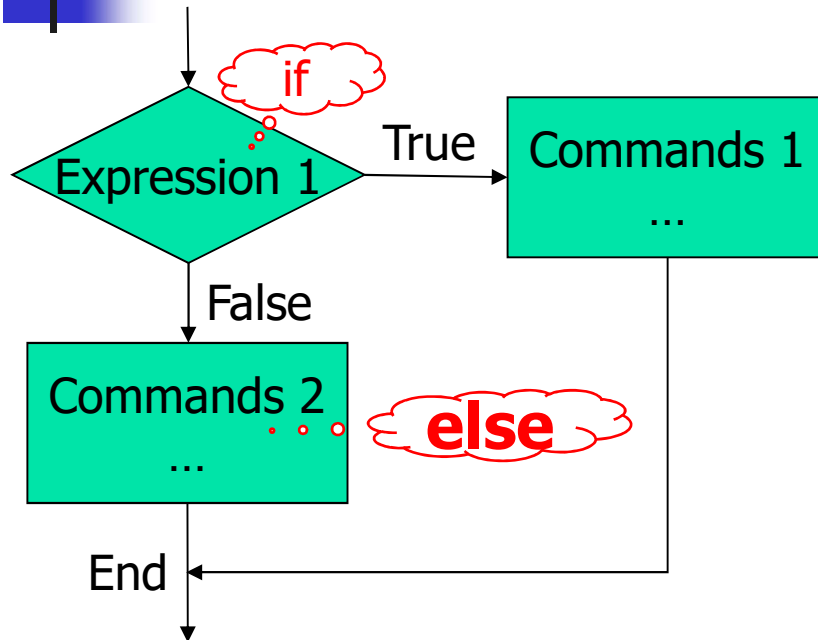 if
Expression 1
True
Commands 1
...
False
Commands 2
...
else
End